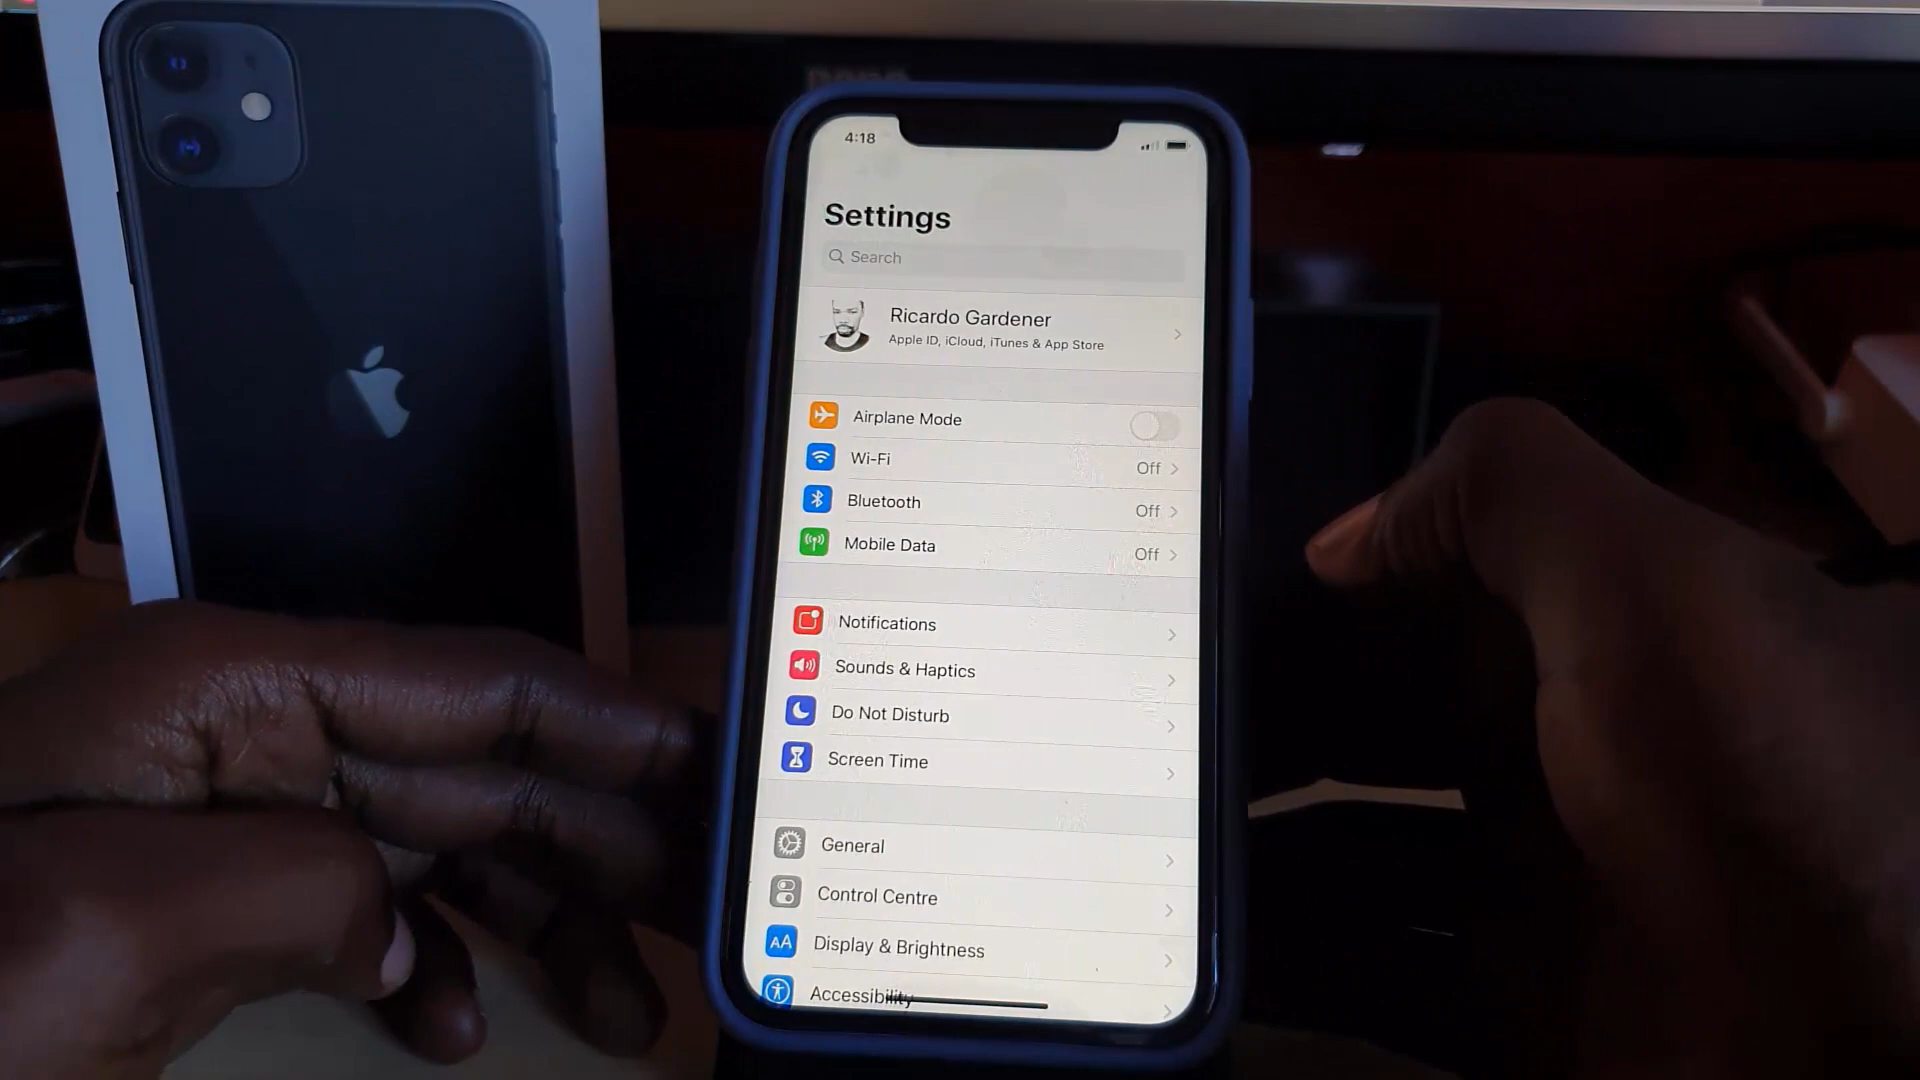 4:18
Settings
Search
Ricardo Gardener
Apple ID, iCloud, iTunes & App Store
Airplane Mode
Wi-Fi Off
Bluetooth Off
Mobile Data Off
Notifications
Sounds & Haptics
Do Not Disturb
Screen Time
General
Control Centre
AA Display & Brightness
Accessibility